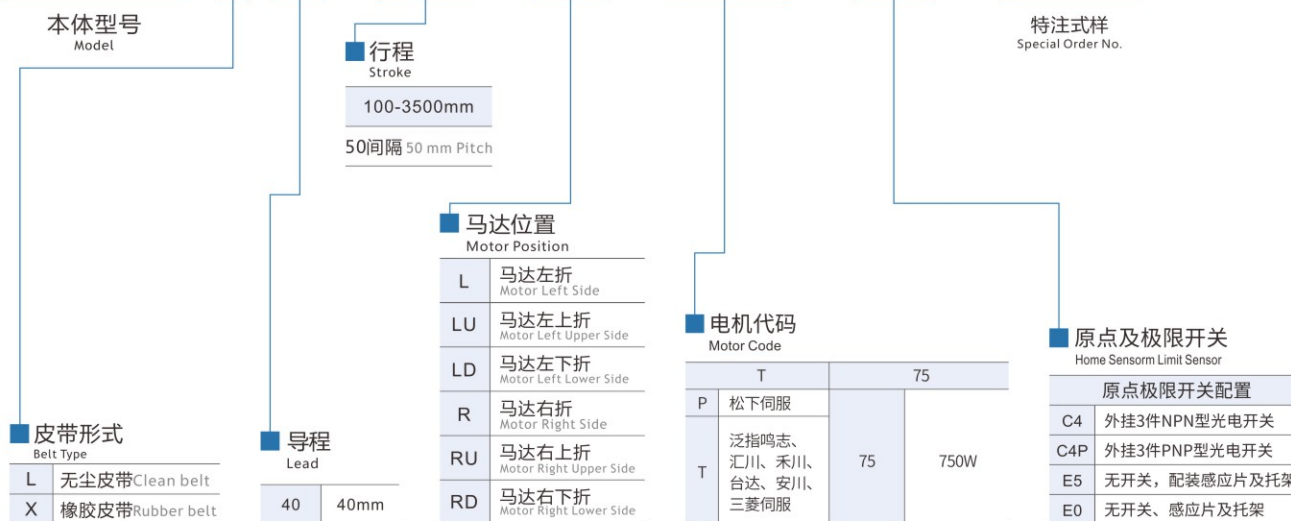 本体型号
Model
特注式样
Special Order No.
行程
Stroke
100-3500mm
50间隔 50 mm Pitch
马达位置
Motor Position
L 马达左折
Motor Left Side
LU 马达左上折
Motor Left Upper Side
LD 马达左下折
Motor Left Lower Side
R 马达右折
Motor Right Side
RU 马达右上折
Motor Right Upper Side
RD 马达右下折
Motor Right Lower Side
电机代码
Motor Code
T 75
P 松下伺服
T 泛指鸣志、
汇川、禾川、
台达、安川、
三菱伺服
75 750W
原点及极限开关
Home Sensorm Limit Sensor
原点极限开关配置
C4 外挂3件NPN型光电开关
C4P 外挂3件PNP型光电开关
E5 无开关，配装感应片及托架
E0 无开关、感应片及托架
皮带形式
Belt Type
L 无尘皮带Clean belt
X 橡胶皮带Rubber belt
导程
Lead
40 40mm